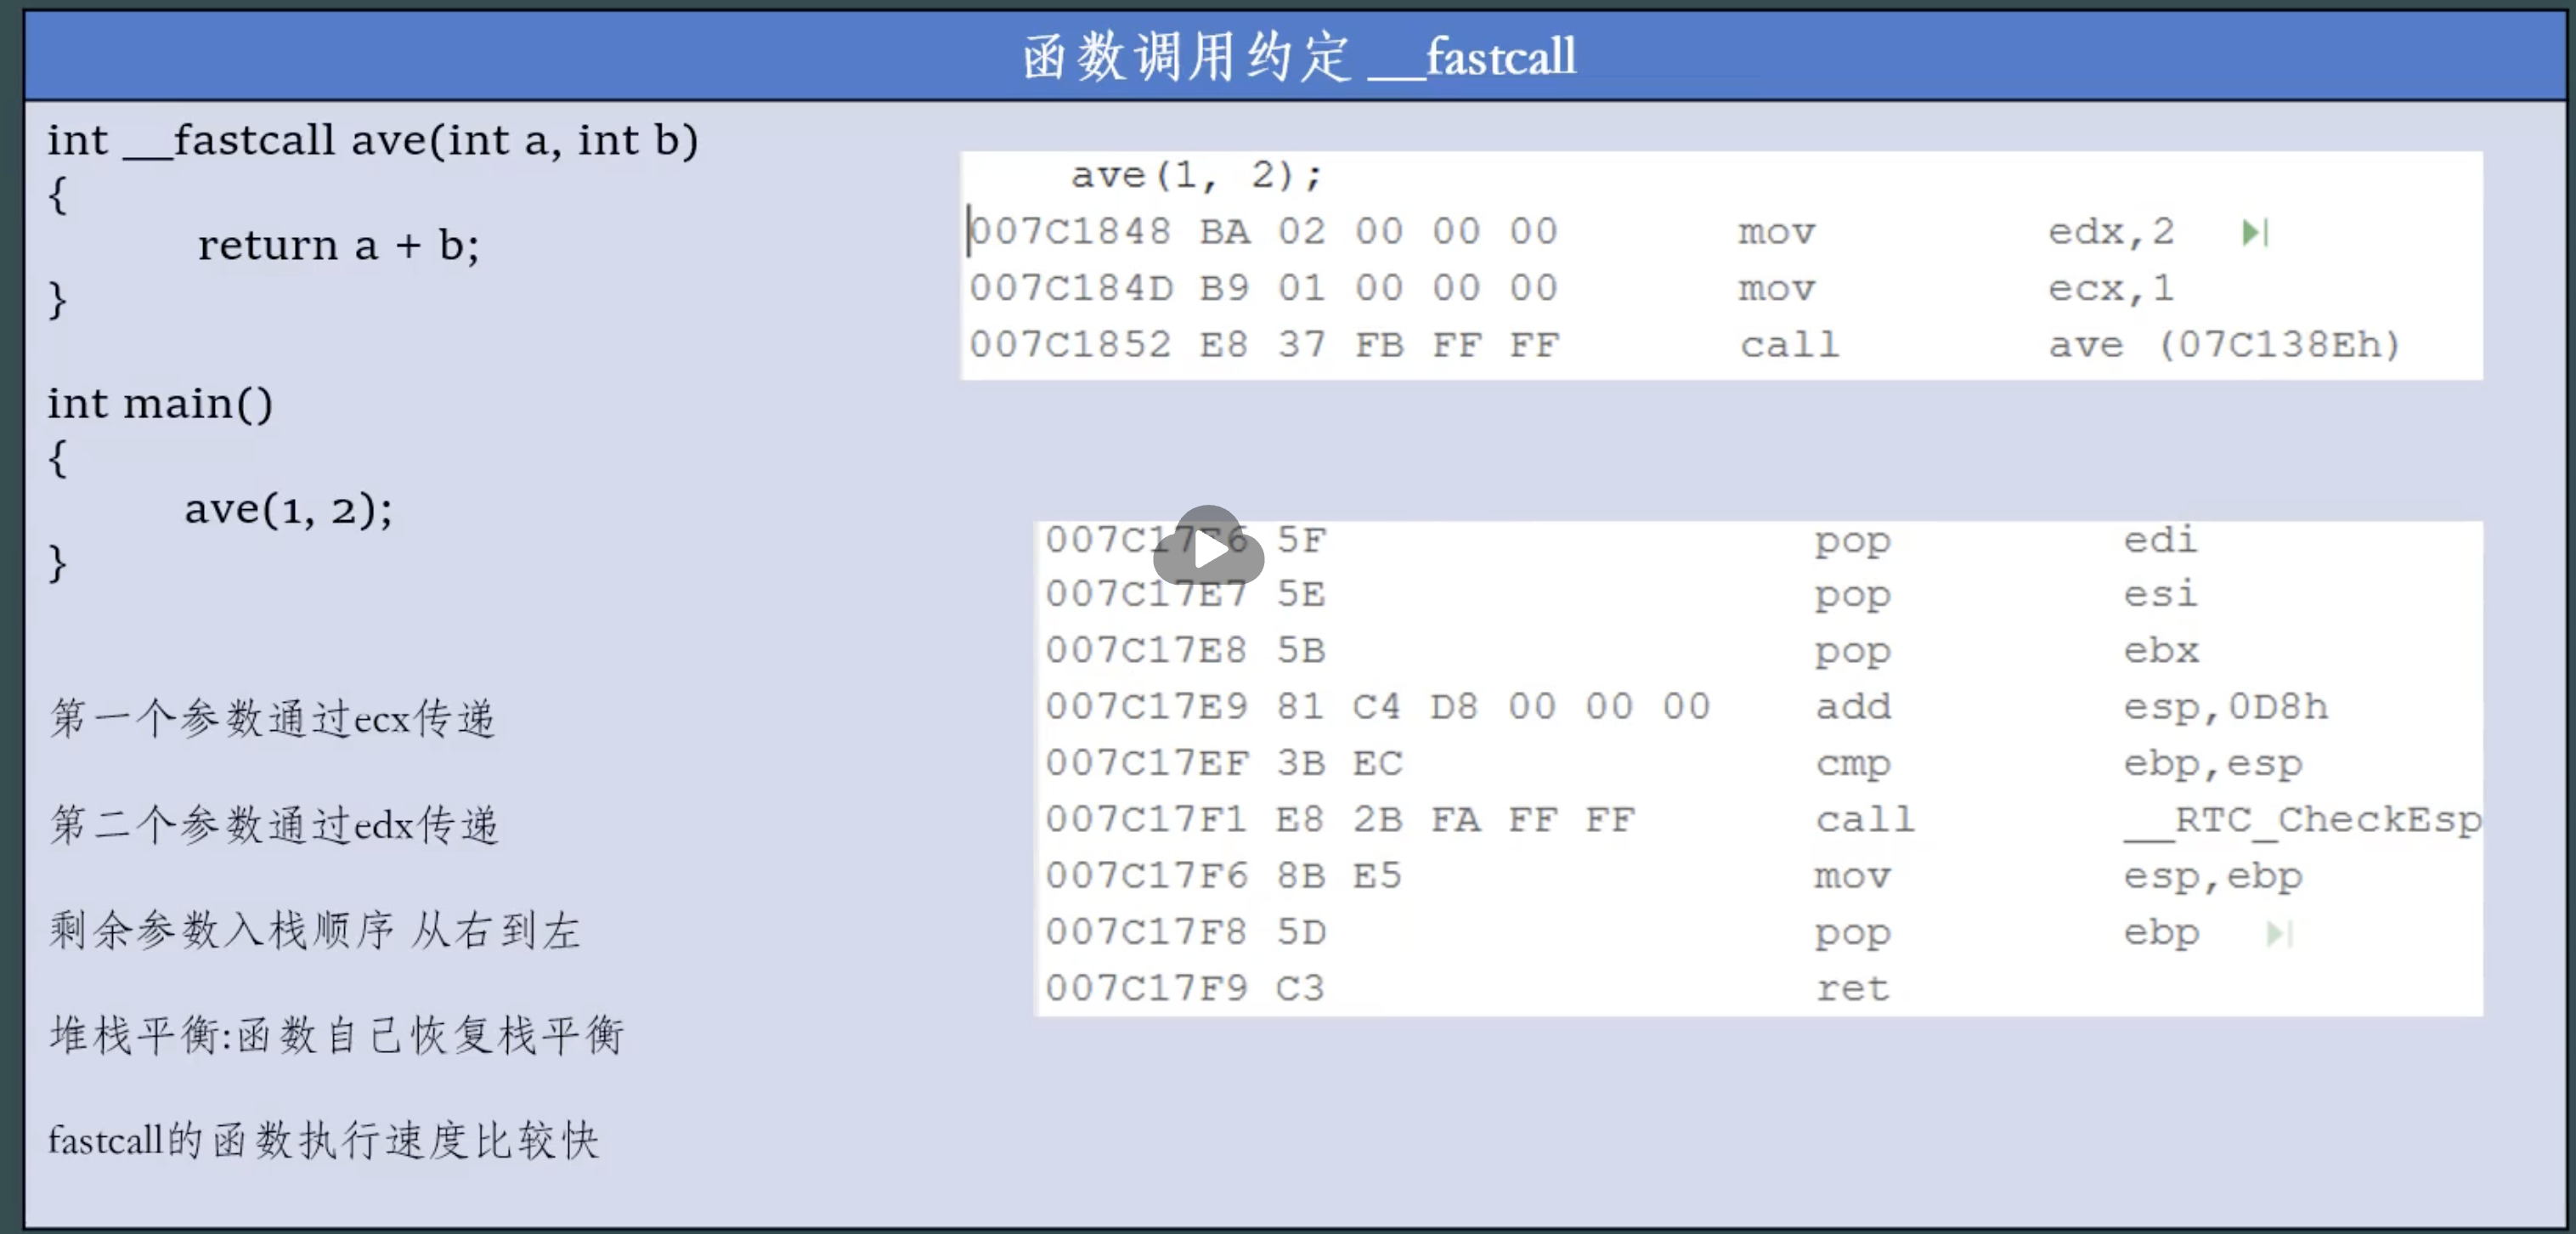 函数调用约定 __fastcall
int __fastcall ave(int a, int b)
{
return a + b;
}
int main()
{
ave(1, 2);
}
第一个参数通过ecx传递
第二个参数通过edx传递
剩余参数入栈顺序 从右到左
堆栈平衡:函数自己恢复栈平衡
fastcall的函数执行速度比较快
ave(1, 2);
007C1848 BA 02 00 00 00 mov edx,2
007C184D B9 01 00 00 00 mov ecx,1
007C1852 E8 37 FB FF FF call ave (07C138Eh)
007C17E6 5F pop edi
007C17E7 5E pop esi
007C17E8 5B pop ebx
007C17E9 81 C4 D8 00 00 00 add esp,0D8h
007C17EF 3B EC cmp ebp,esp
007C17F1 E8 2B FA FF FF call __RTC_CheckEsp
007C17F6 8B E5 mov esp,ebp
007C17F8 5D pop ebp
007C17F9 C3 ret